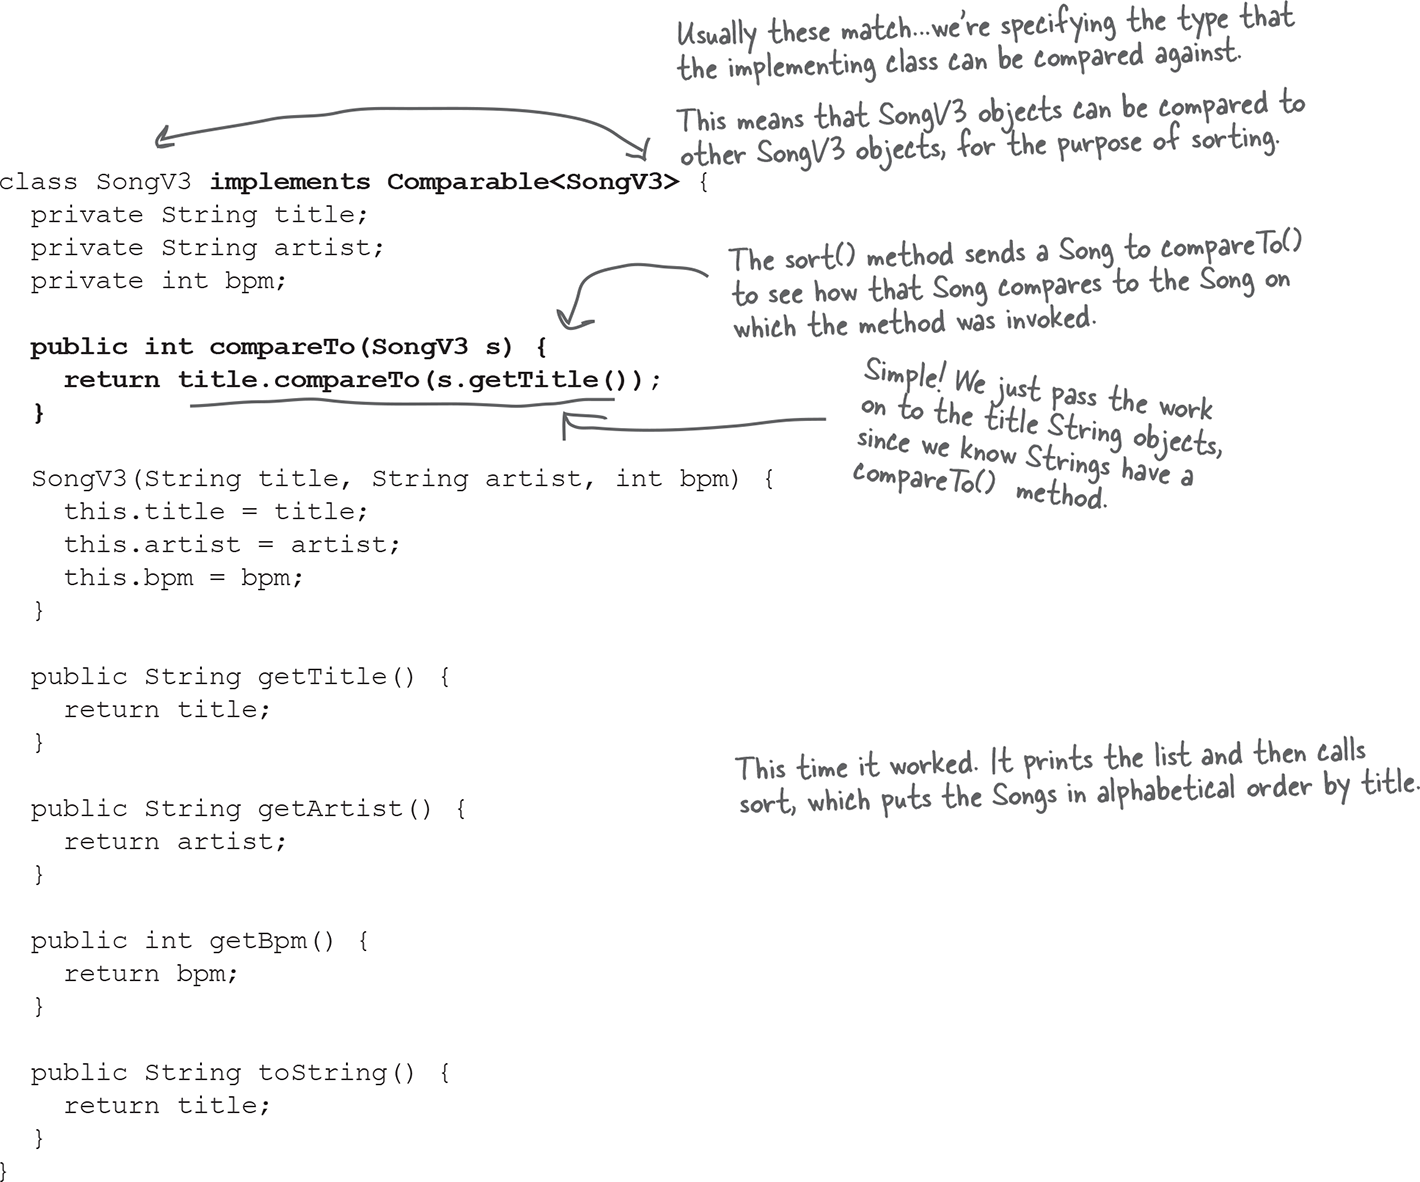 Usually these match...we're specifying the type that
the implementing class can be compared against.
This means that SongV3 objects can be compared to
other SongV3 objects, for the purpose of sorting.
class SongV3 implements Comparable<SongV3> {
  private String title;
  private String artist;
  private int bpm;
The sort() method sends a Song to compareTo()
to see how that Song compares to the Song on
which the method was invoked.
  public int compareTo(SongV3 s) {
    return title.compareTo(s.getTitle());
  }
Simple! We just pass the work
on to the title String objects,
since we know Strings have a
compareTo() method.
  SongV3(String title, String artist, int bpm) {
    this.title = title;
    this.artist = artist;
    this.bpm = bpm;
  }
  public String getTitle() {
    return title;
  }
This time it worked. It prints the list and then calls
sort, which puts the Songs in alphabetical order by title.
  public String getArtist() {
    return artist;
  }
  public int getBpm() {
    return bpm;
  }
  public String toString() {
    return title;
  }
}